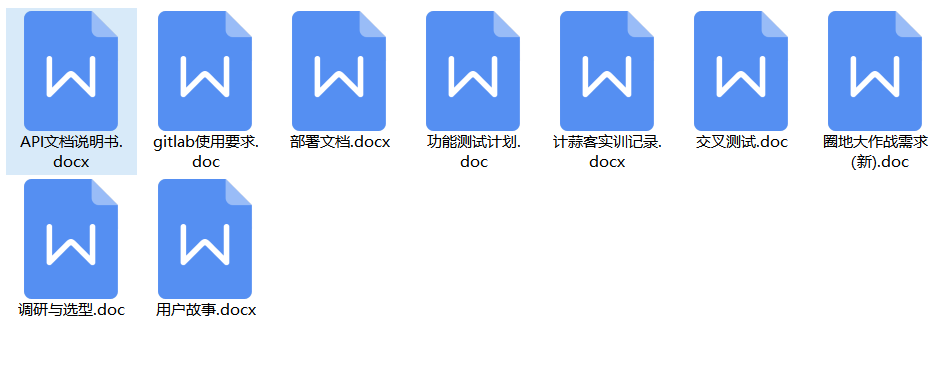 API文档说明书.
docx
gitlab使用要求.
doc
部署文档.docx
功能测试计划.
doc
计蒜客实训记录.
docx
交叉测试.doc
圈地大作战需求
(新).doc
调研与选型.doc
用户故事.docx